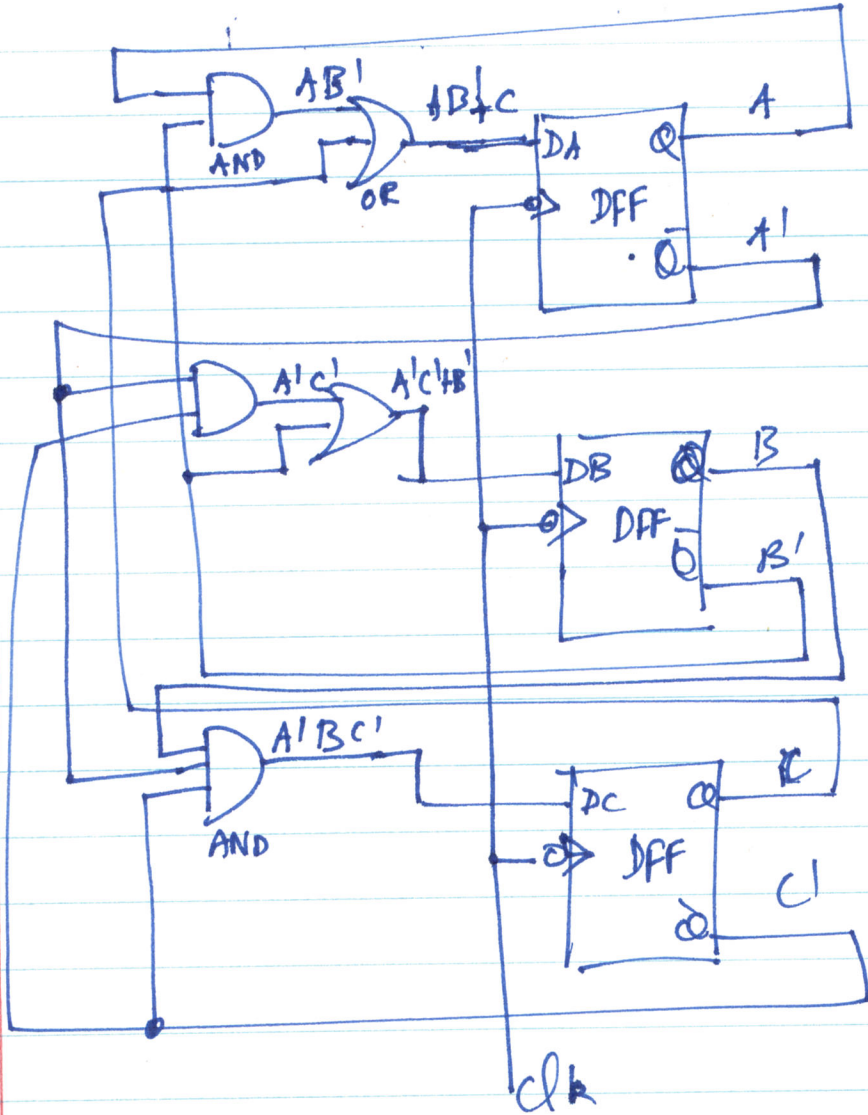 AB'
AB'+C
A
AND
OR
DA
Q
DFF
A'
Q̅
A'C'
A'C'+B'
B
DB
Q
DFF
B'
Q̅
A'BC'
C
DC
Q
AND
DFF
C'
Q̅
Clk